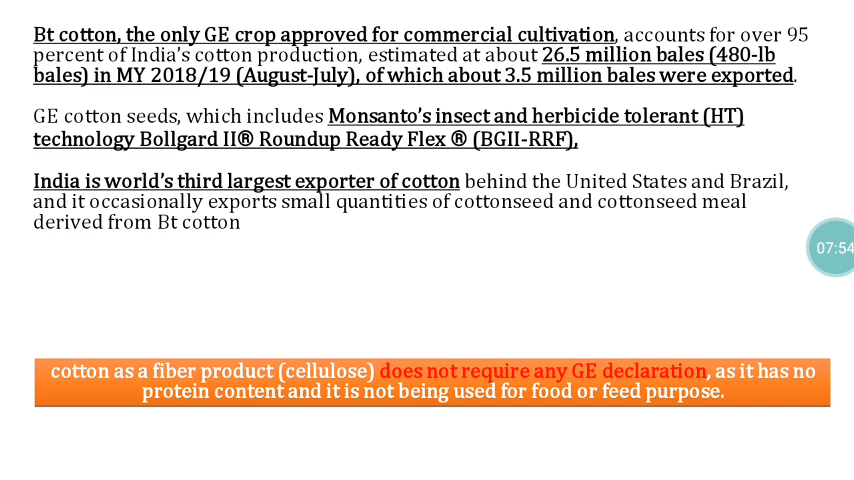 Bt cotton, the only GE crop approved for commercial cultivation, accounts for over 95
percent of India's cotton production, estimated at about 26.5 million bales (480-lb
bales) in MY 2018/19 (August-July), of which about 3.5 million bales were exported.
GE cotton seeds, which includes Monsanto's insect and herbicide tolerant (HT)
technology Bollgard II® Roundup Ready Flex ® (BGII-RRF),
India is world's third largest exporter of cotton behind the United States and Brazil,
and it occasionally exports small quantities of cottonseed and cottonseed meal
derived from Bt cotton
07:54
cotton as a fiber product (cellulose) does not require any GE declaration, as it has no
protein content and it is not being used for food or feed purpose.